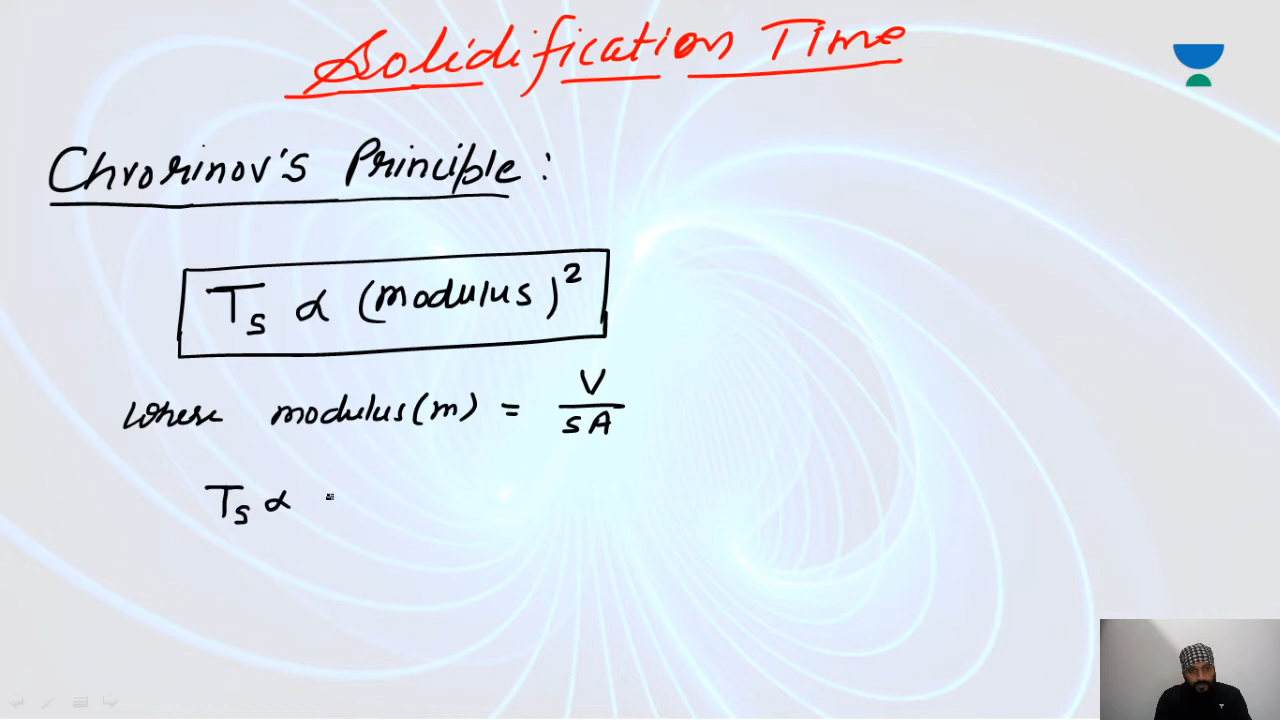 Solidification Time
Chvorinov's Principle:
Ts ∝ (modulus)²
where modulus(m) = V/SA
Ts ∝